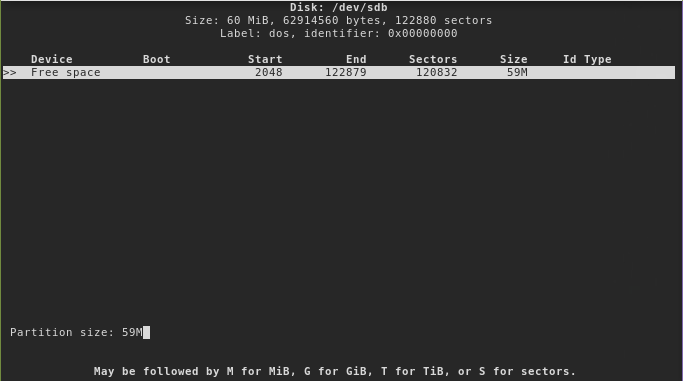 Disk: /dev/sdb
Size: 60 MiB, 62914560 bytes, 122880 sectors
Label: dos, identifier: 0x00000000
Device Boot Start End Sectors Size Id Type
>> Free space 2048 122879 120832 59M
Partition size: 59M
May be followed by M for MiB, G for GiB, T for TiB, or S for sectors.